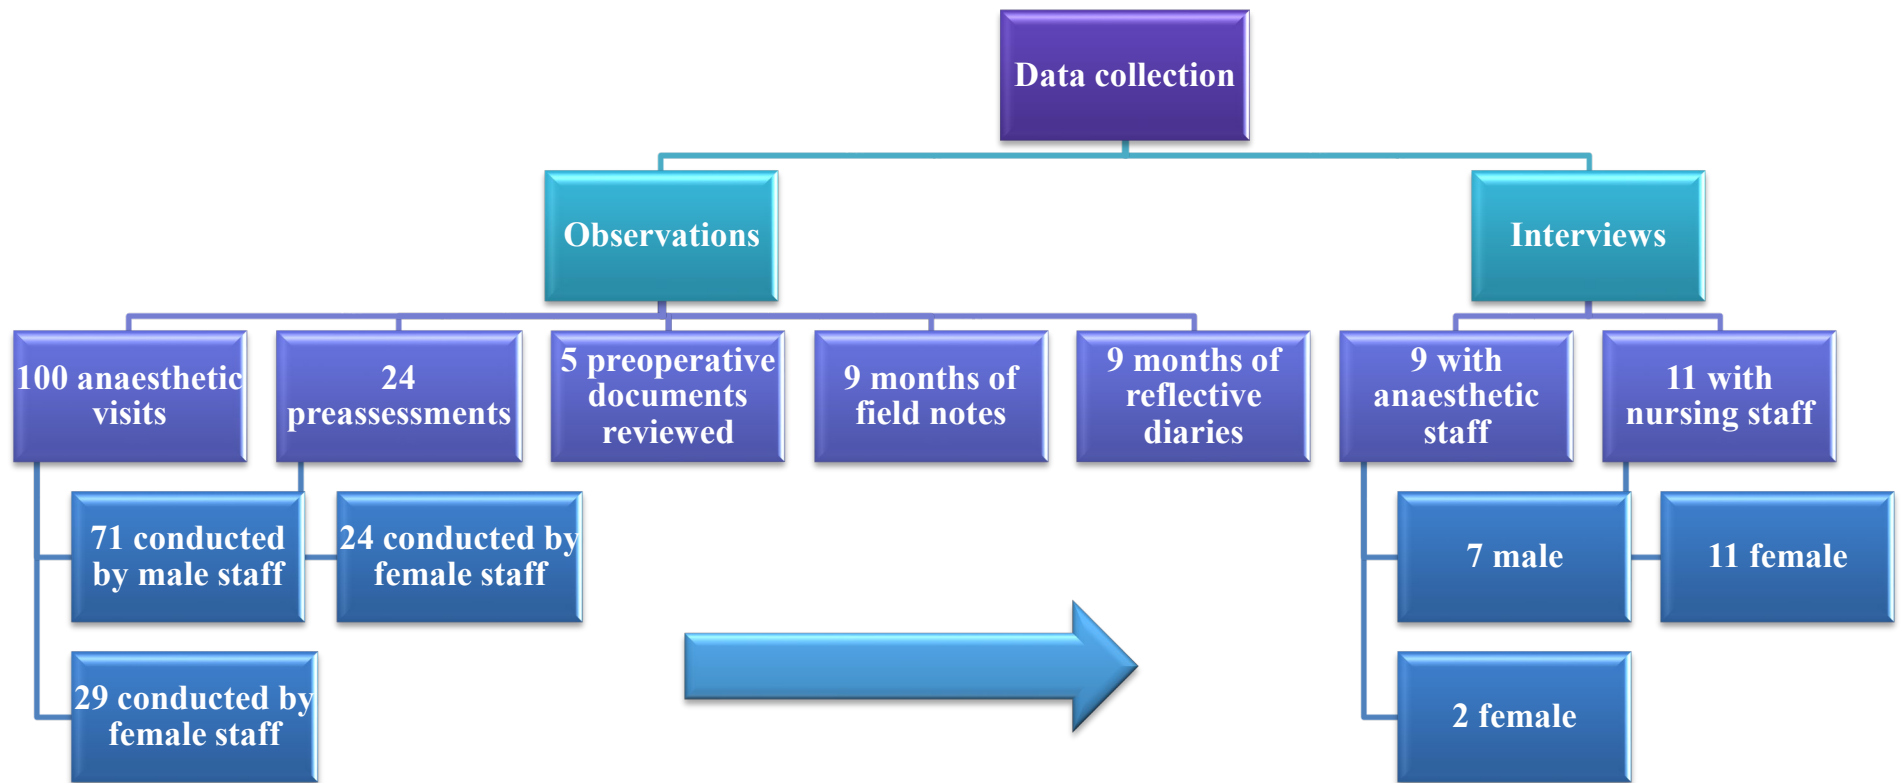 Data collection
Observations
Interviews
100 anaesthetic
visits
24
preassessments
5 preoperative
documents
reviewed
9 months of
field notes
9 months of
reflective
diaries
9 with
anaesthetic
staff
11 with
nursing staff
71 conducted
by male staff
24 conducted by
female staff
7 male
11 female
29 conducted by
female staff
2 female